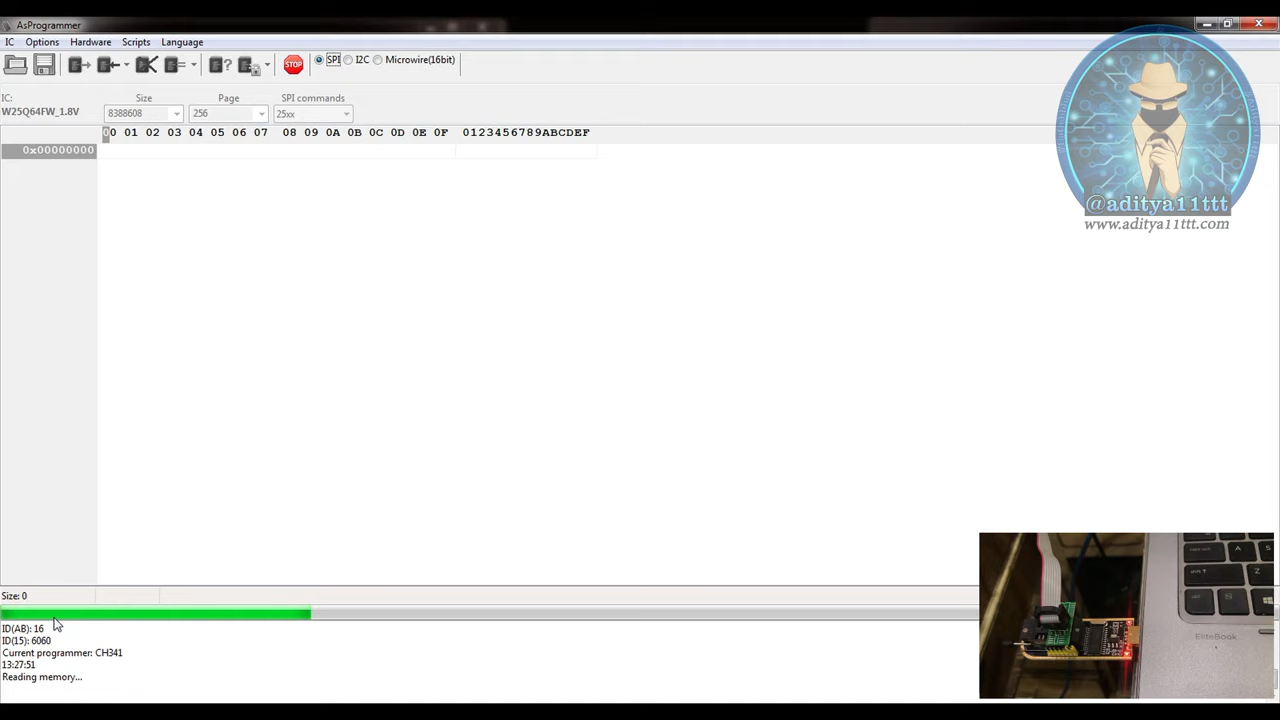 AsProgrammer
IC Options Hardware Scripts Language
STOP SPI I2C Microwire(16bit)
IC: Size Page SPI commands
W25Q64FW_1.8V 8388608 256 25xx
00 01 02 03 04 05 06 07 08 09 0A 0B 0C 0D 0E 0F 0123456789ABCDEF
0x00000000
@aditya11ttt
www.aditya11ttt.com
Size: 0
ID(AB): 16
ID(15): 6060
Current programmer: CH341
13:27:51
Reading memory...
A S
Z
EliteBook